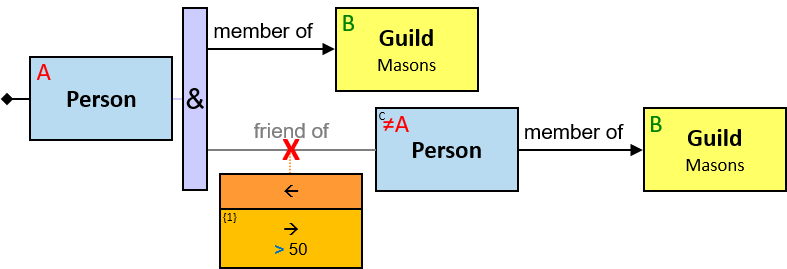 A
Person
&
member of
B
Guild
Masons
friend of
X
C
≠A
Person
member of
B
Guild
Masons
←
{1}
→
> 50